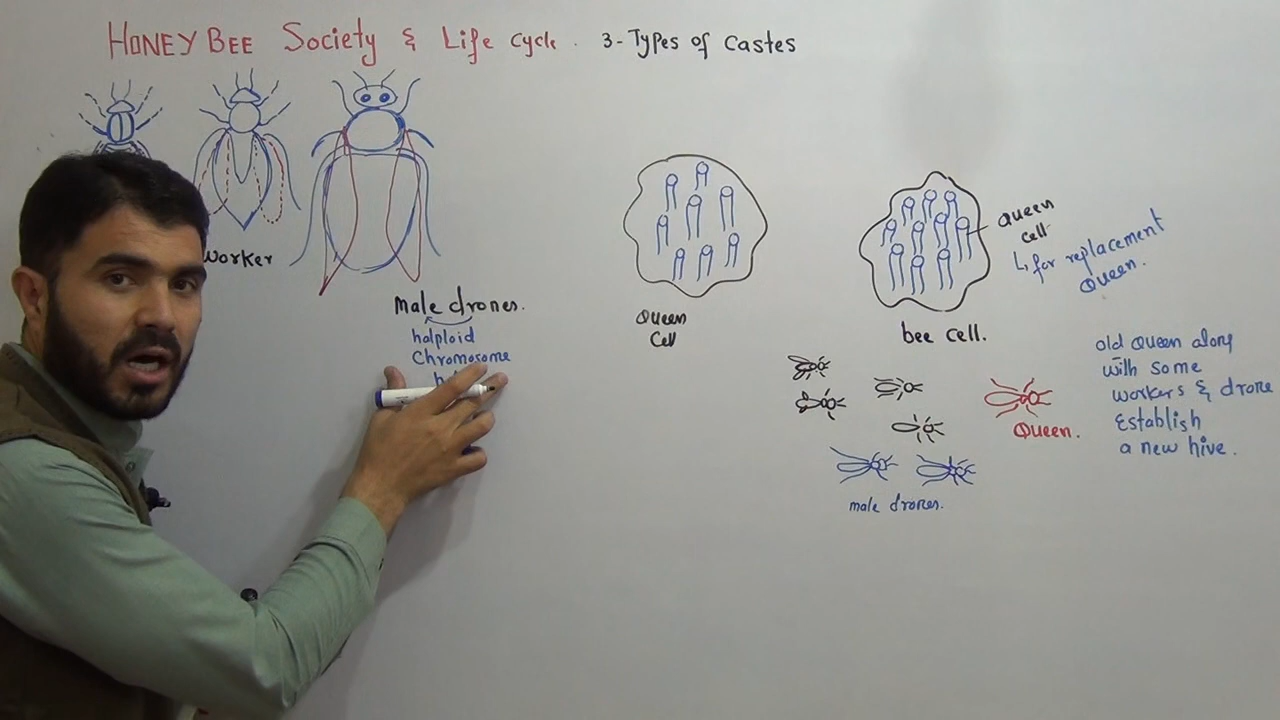 HONEY BEE Society & Life Cycle. 3-Types of Castes
worker
male drones.
halploid
Chromosome
Queen
Cell
bee cell.
Queen
cell
↳ for replacement
Queen.
old Queen along
with some
workers & drone
Establish
a new hive.
Queen.
male drones.